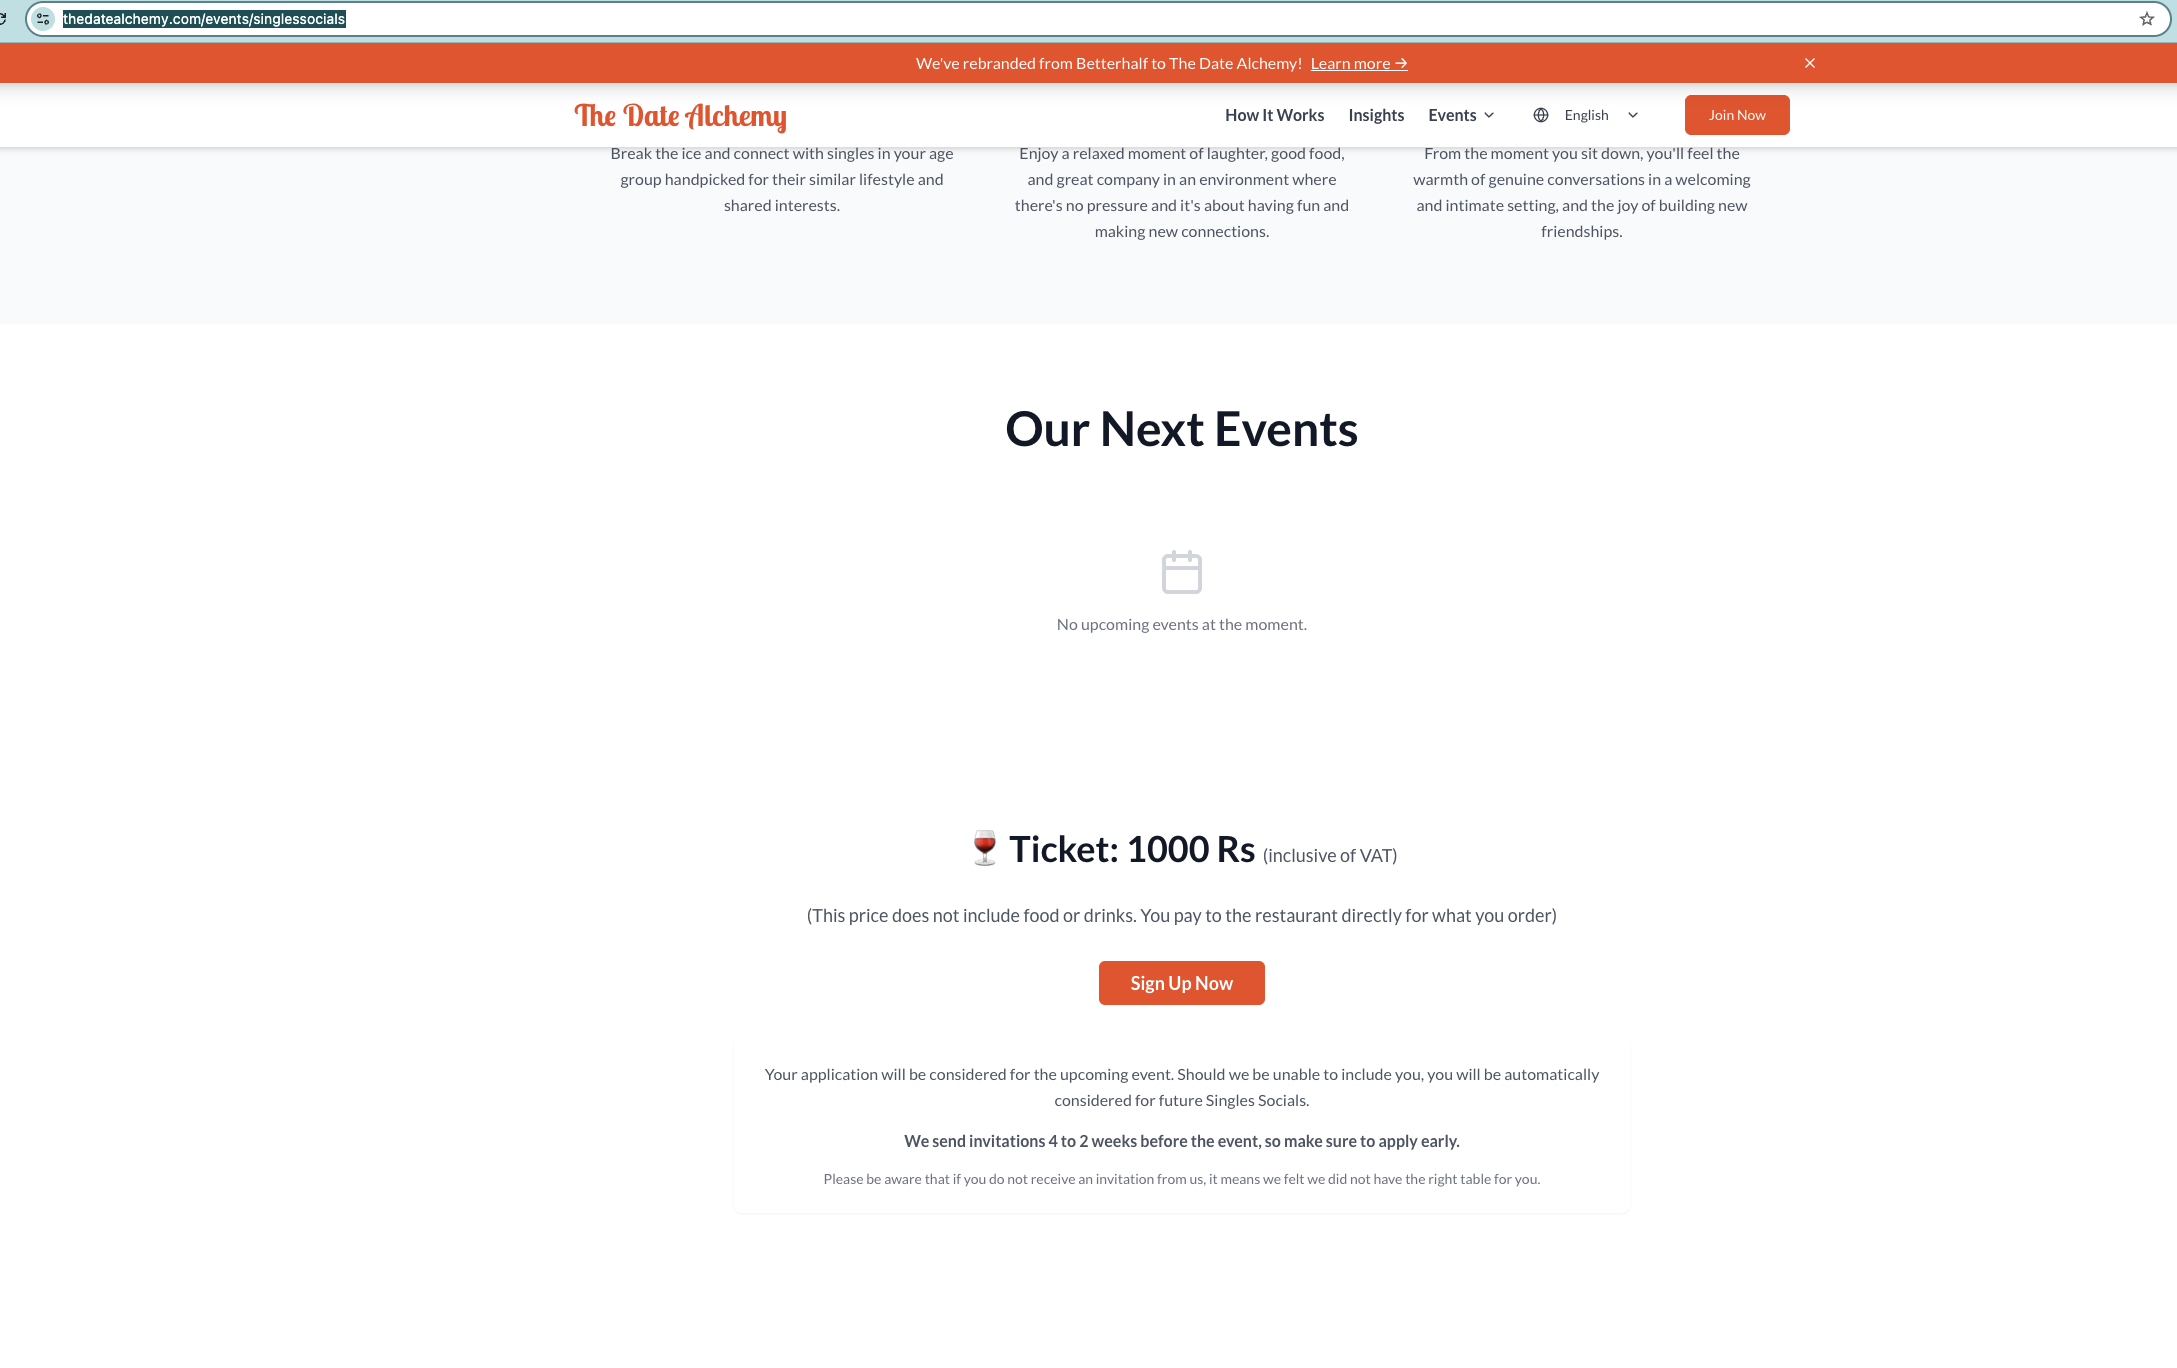 thedatealchemy.com/events/singlessocials
We've rebranded from Betterhalf to The Date Alchemy! Learn more →
The Date Alchemy
How It Works
Insights
Events
English
Join Now
Break the ice and connect with singles in your age
group handpicked for their similar lifestyle and
shared interests.
Enjoy a relaxed moment of laughter, good food,
and great company in an environment where
there's no pressure and it's about having fun and
making new connections.
From the moment you sit down, you'll feel the
warmth of genuine conversations in a welcoming
and intimate setting, and the joy of building new
friendships.
Our Next Events
No upcoming events at the moment.
🍷 Ticket: 1000 Rs (inclusive of VAT)
(This price does not include food or drinks. You pay to the restaurant directly for what you order)
Sign Up Now
Your application will be considered for the upcoming event. Should we be unable to include you, you will be automatically
considered for future Singles Socials.
We send invitations 4 to 2 weeks before the event, so make sure to apply early.
Please be aware that if you do not receive an invitation from us, it means we felt we did not have the right table for you.